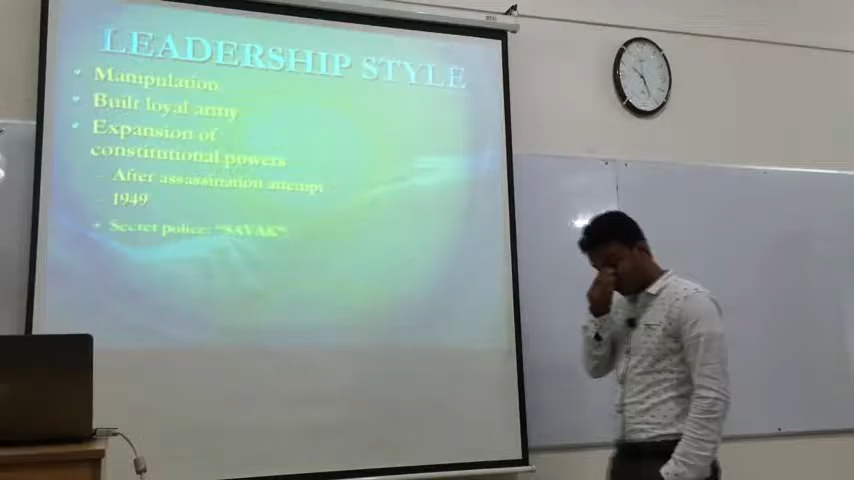 LEADERSHIP STYLE
Manipulation
Built loyal army
Expansion of
constitutional powers
After assassination attempt
1949
Secret police: "SAVAK"